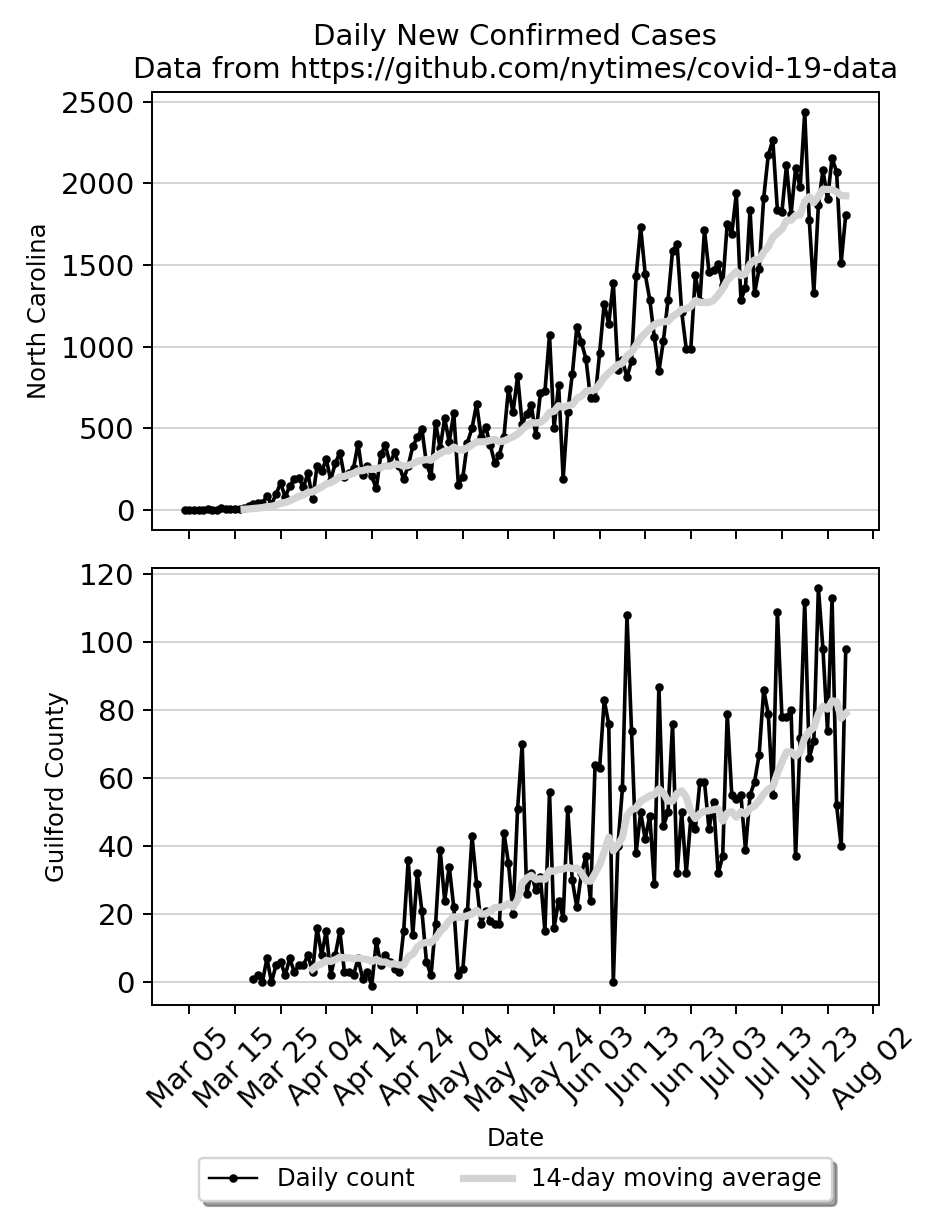 Daily New Confirmed Cases
Data from https://github.com/nytimes/covid-19-data
North Carolina
2500
2000
1500
1000
500
0
Guilford County
120
100
80
60
40
20
0
Mar 05
Mar 15
Mar 25
Apr 04
Apr 14
Apr 24
May 04
May 14
May 24
Jun 03
Jun 13
Jun 23
Jul 03
Jul 13
Jul 23
Aug 02
Date
Daily count
14-day moving average